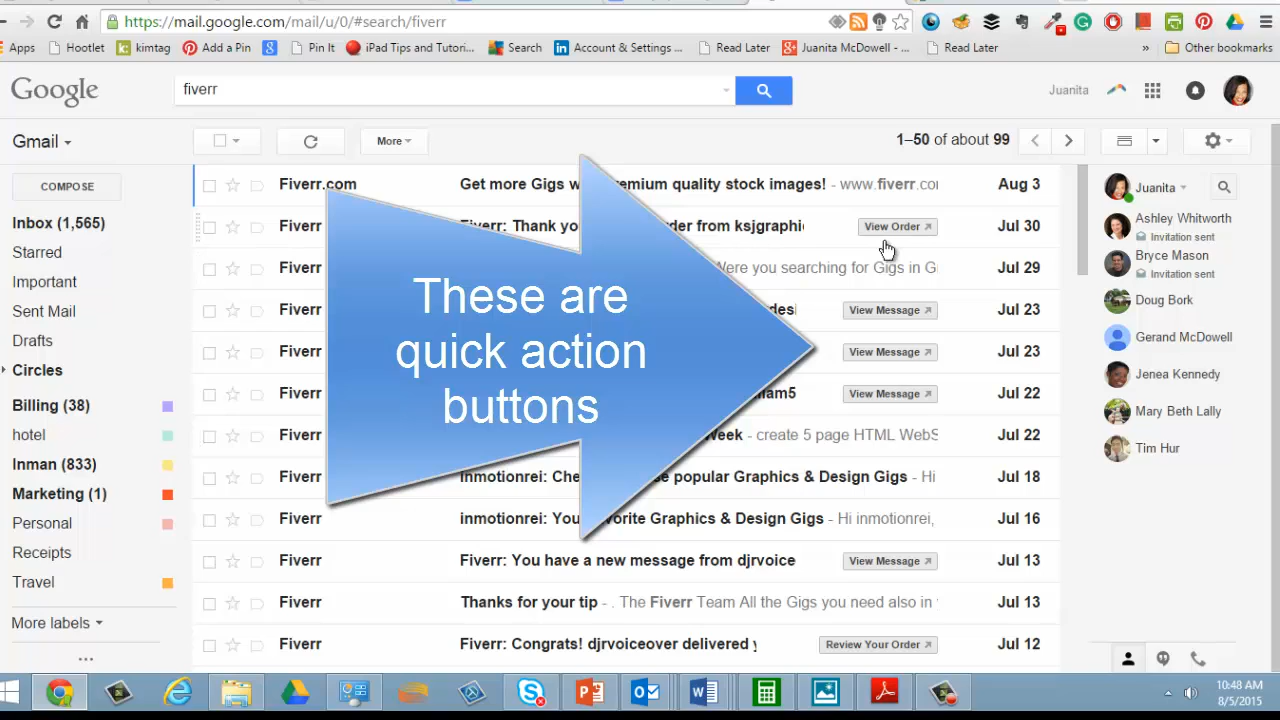 https://mail.google.com/mail/u/0/#search/fiverr
Apps Hootlet kimtag Add a Pin Pin It iPad Tips and Tutori... Search Account & Settings ... Read Later Juanita McDowell - ... Read Later » Other bookmarks
Google fiverr Juanita
Gmail More 1–50 of about 99
COMPOSE
Inbox (1,565)
Starred
Important
Sent Mail
Drafts
Circles
Billing (38)
hotel
Inman (833)
Marketing (1)
Personal
Receipts
Travel
More labels
Fiverr.com Get more Gigs w premium quality stock images! - www.fiverr.co Aug 3
Fiverr Fiverr: Thank yo order from ksjgraphi View Order Jul 30
Fiverr Were you searching for Gigs in G Jul 29
Fiverr View Message Jul 23
Fiverr View Message Jul 23
Fiverr View Message Jul 22
Fiverr Week - create 5 page HTML WebS Jul 22
Fiverr inmotionrei: Che se popular Graphics & Design Gigs - Hi Jul 18
Fiverr inmotionrei: You favorite Graphics & Design Gigs - Hi inmotionrei, Jul 16
Fiverr Fiverr: You have a new message from djrvoice View Message Jul 13
Fiverr Thanks for your tip - . The Fiverr Team All the Gigs you need also in Jul 13
Fiverr Fiverr: Congrats! djrvoiceover delivered y Review Your Order Jul 12
These are
quick action
buttons
Juanita
Ashley Whitworth
Invitation sent
Bryce Mason
Invitation sent
Doug Bork
Gerand McDowell
Jenea Kennedy
Mary Beth Lally
Tim Hur
10:48 AM
8/5/2015